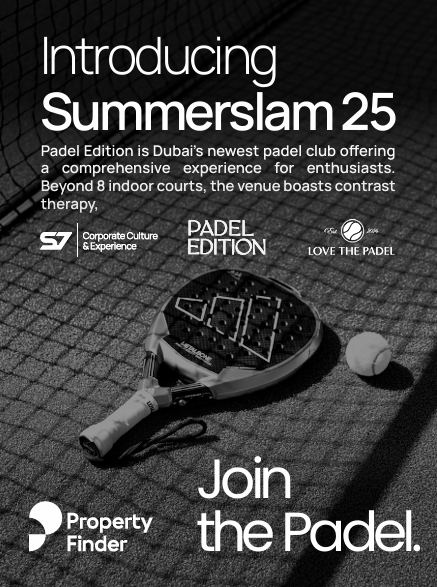 Introducing
Summerslam 25
Padel Edition is Dubai's newest padel club offering
a comprehensive experience for enthusiasts.
Beyond 8 indoor courts, the venue boasts contrast
therapy,
S7 Corporate Culture
& Experience
PADEL
EDITION
LOVE THE PADEL
Join
the Padel.
Property
Finder